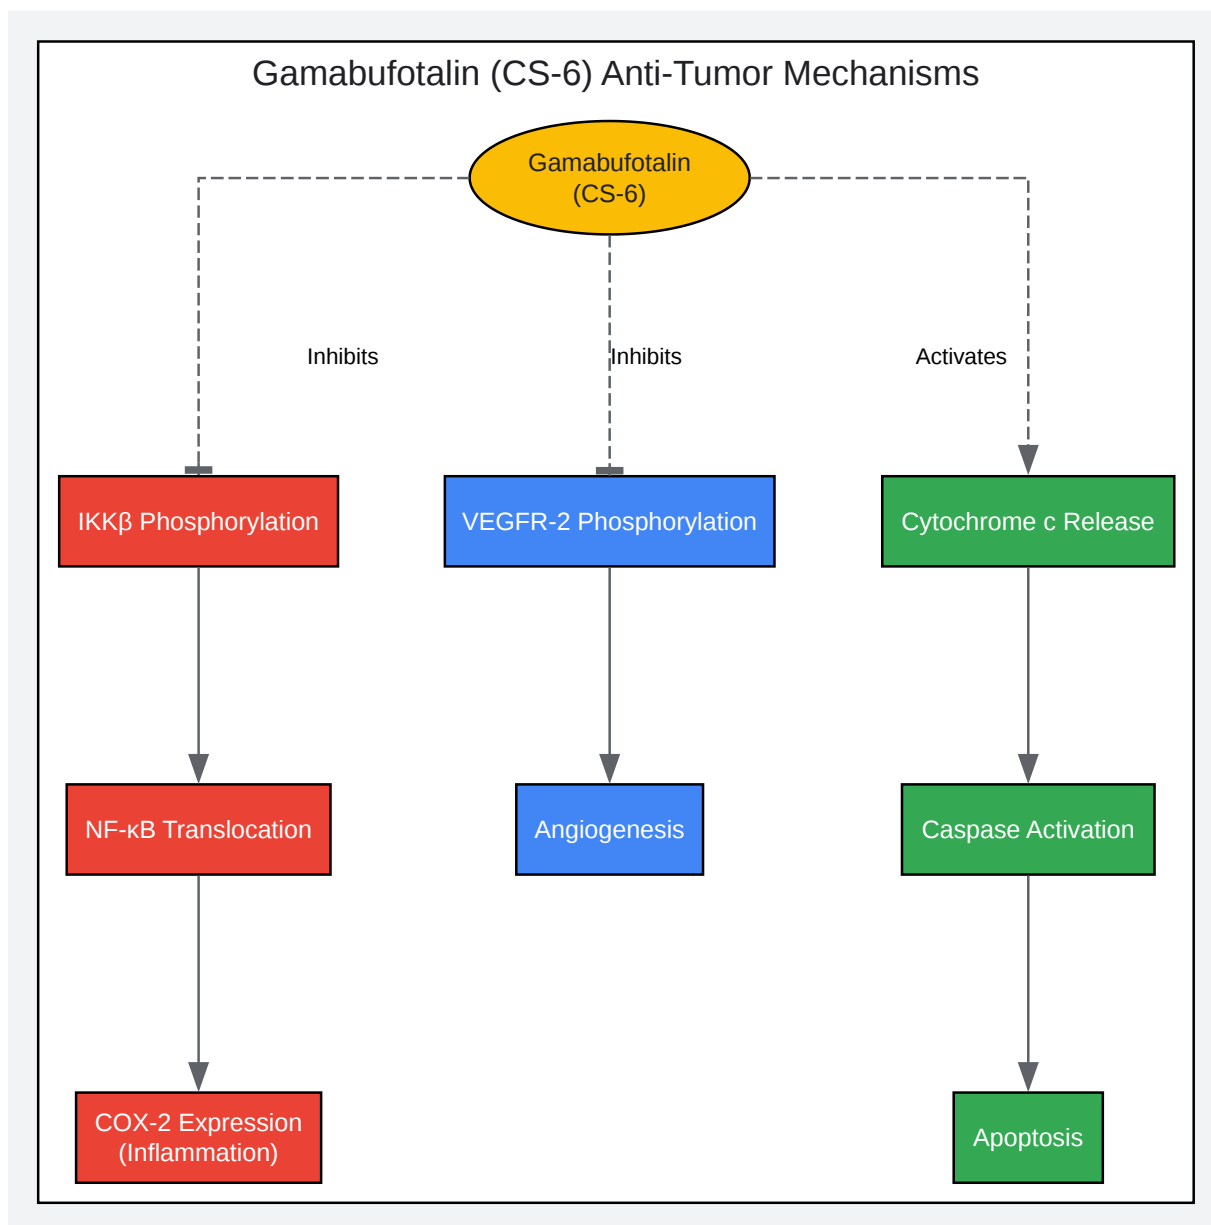 Gamabufotalin (CS-6) Anti-Tumor Mechanisms
Gamabufotalin
(CS-6)
Inhibits
Inhibits
Activates
IKKβ Phosphorylation
VEGFR-2 Phosphorylation
Cytochrome c Release
NF-κB Translocation
Angiogenesis
Caspase Activation
COX-2 Expression
(Inflammation)
Apoptosis